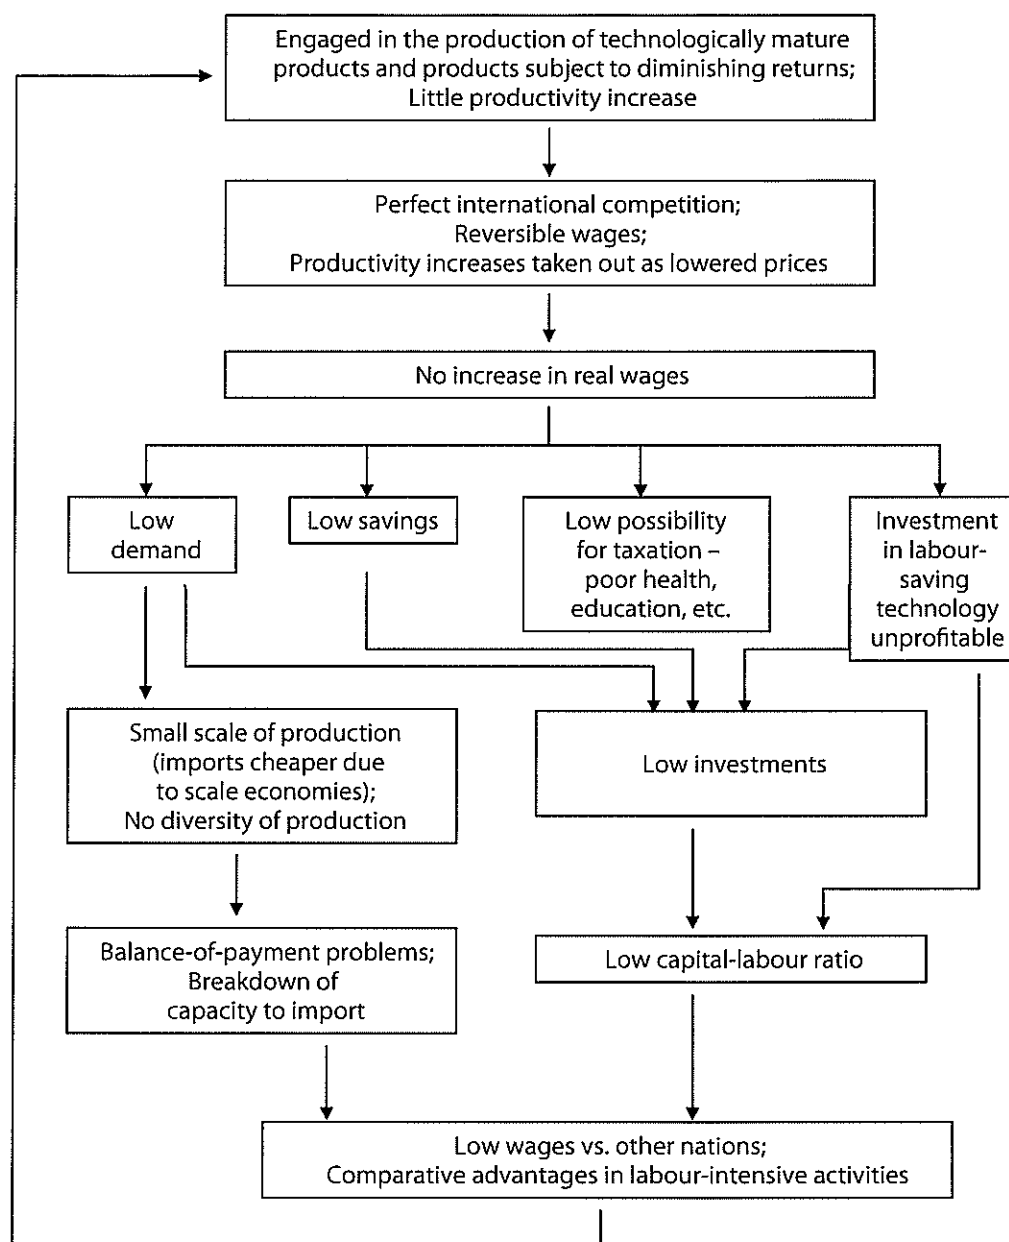 Engaged in the production of technologically mature
products and products subject to diminishing returns;
Little productivity increase
Perfect international competition;
Reversible wages;
Productivity increases taken out as lowered prices
No increase in real wages
Low
demand
Low savings
Low possibility
for taxation –
poor health,
education, etc.
Investment
in labour-
saving
technology
unprofitable
Small scale of production
(imports cheaper due
to scale economies);
No diversity of production
Low investments
Balance-of-payment problems;
Breakdown of
capacity to import
Low capital-labour ratio
Low wages vs. other nations;
Comparative advantages in labour-intensive activities